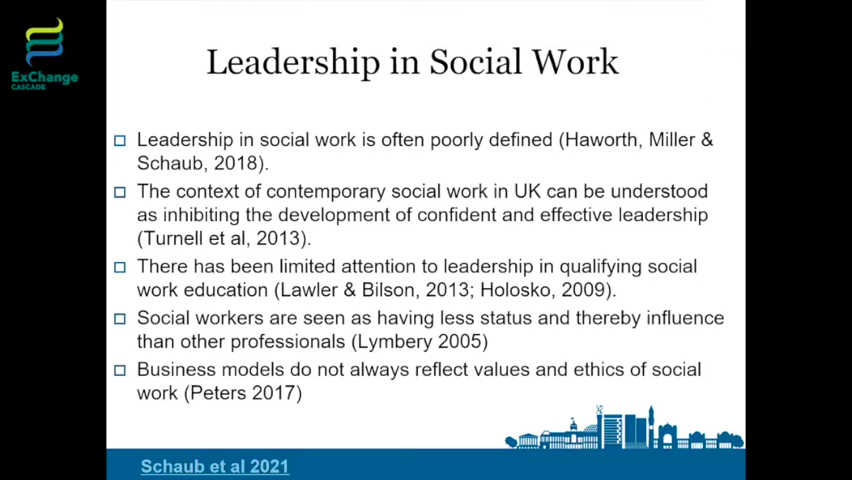 ExChange
CASCADE
Leadership in Social Work
Leadership in social work is often poorly defined (Haworth, Miller &
Schaub, 2018).
The context of contemporary social work in UK can be understood
as inhibiting the development of confident and effective leadership
(Turnell et al, 2013).
There has been limited attention to leadership in qualifying social
work education (Lawler & Bilson, 2013; Holosko, 2009).
Social workers are seen as having less status and thereby influence
than other professionals (Lymbery 2005)
Business models do not always reflect values and ethics of social
work (Peters 2017)
Schaub et al 2021